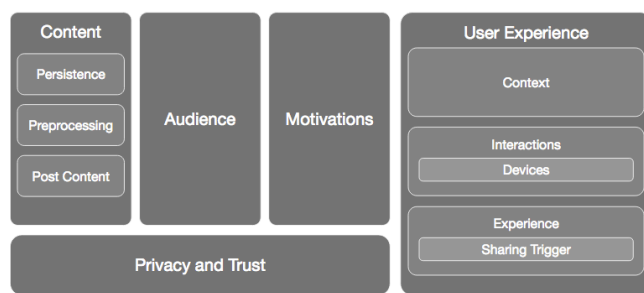 Content
Persistence
Preprocessing
Post Content
Audience
Motivations
Privacy and Trust
User Experience
Context
Interactions
Devices
Experience
Sharing Trigger